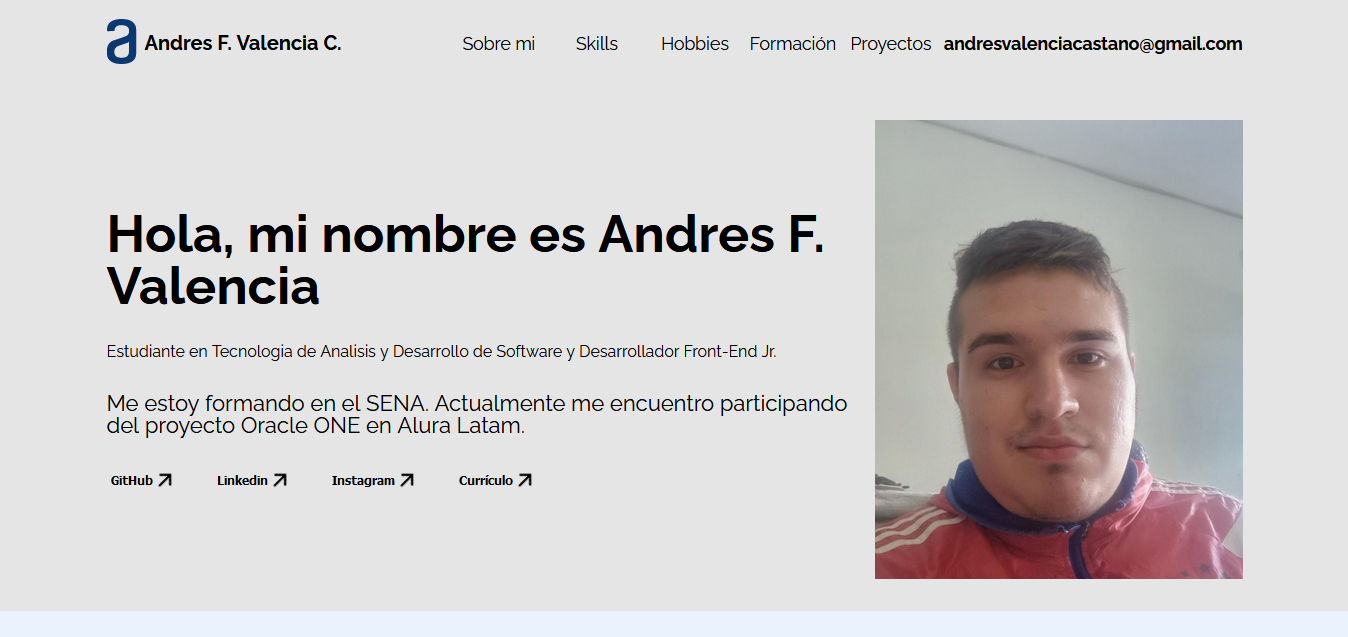 a Andres F. Valencia C.
Sobre mi Skills Hobbies Formación Proyectos andresvalenciacastano@gmail.com
Hola, mi nombre es Andres F.
Valencia
Estudiante en Tecnologia de Analisis y Desarrollo de Software y Desarrollador Front-End Jr.
Me estoy formando en el SENA. Actualmente me encuentro participando
del proyecto Oracle ONE en Alura Latam.
GitHub Linkedin Instagram Currículo